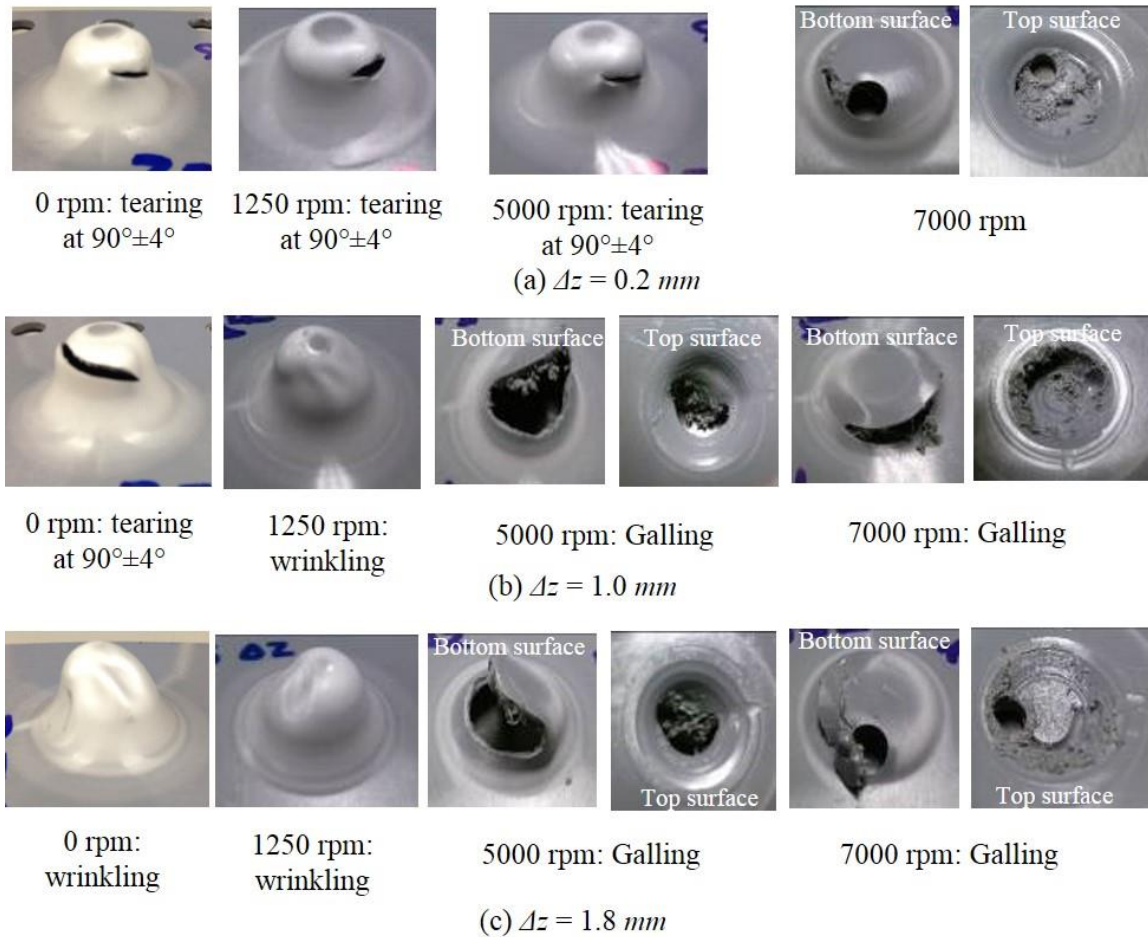 Bottom surface
Top surface
0 rpm: tearing
at 90°±4°
1250 rpm: tearing
at 90°±4°
5000 rpm: tearing
at 90°±4°
7000 rpm
(a) Δz = 0.2 mm
Bottom surface
Top surface
Bottom surface
Top surface
0 rpm: tearing
at 90°±4°
1250 rpm:
wrinkling
5000 rpm: Galling
7000 rpm: Galling
(b) Δz = 1.0 mm
Bottom surface
Top surface
Bottom surface
Top surface
0 rpm:
wrinkling
1250 rpm:
wrinkling
5000 rpm: Galling
7000 rpm: Galling
(c) Δz = 1.8 mm